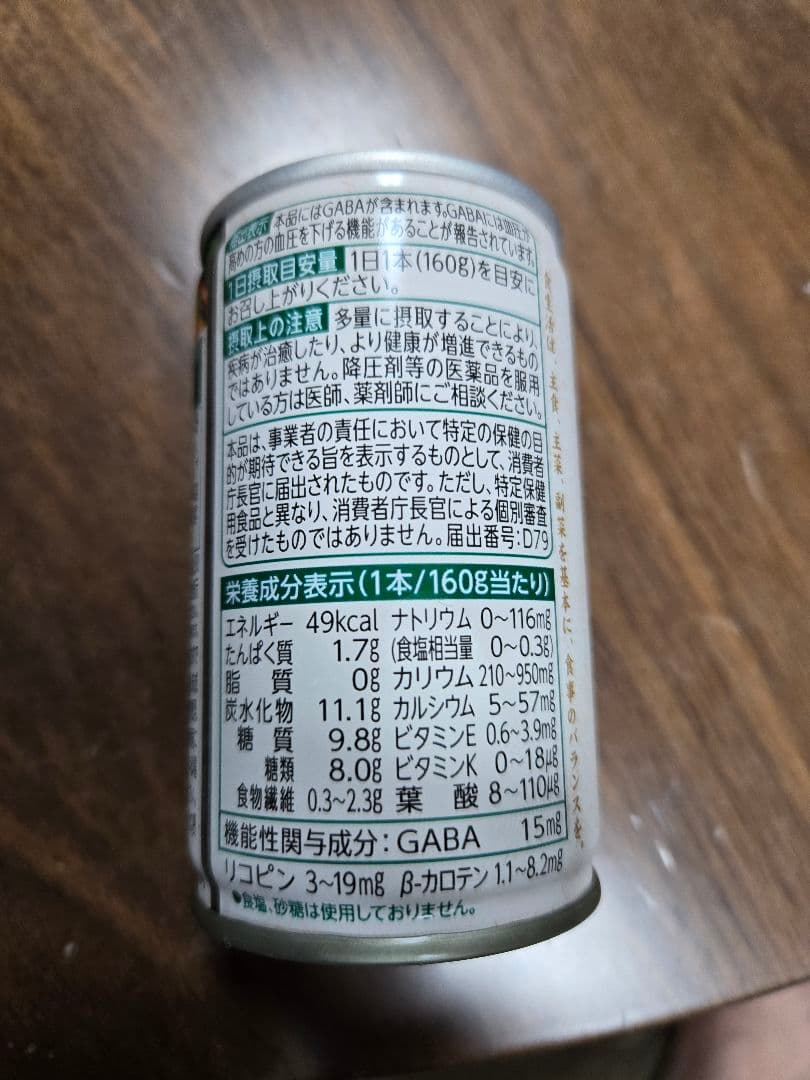 届出表示 本品にはGABAが含まれます。GABAには血圧が
高めの方の血圧を下げる機能があることが報告されています。
1日摂取目安量 1日1本(160g)を目安に
お召し上がりください。
摂取上の注意 多量に摂取することにより、
疾病が治癒したり、より健康が増進できるもの
ではありません。降圧剤等の医薬品を服用
している方は医師、薬剤師にご相談ください。
本品は、事業者の責任において特定の保健の目
的が期待できる旨を表示するものとして、消費者
庁長官に届出されたものです。ただし、特定保健
用食品と異なり、消費者庁長官による個別審査
を受けたものではありません。届出番号:D79
栄養成分表示(1本/160g当たり)
エネルギー 49kcal ナトリウム 0〜116mg
たんぱく質 1.7g (食塩相当量 0〜0.3g)
脂質 0g カリウム 210〜950mg
炭水化物 11.1g カルシウム 5〜57mg
糖質 9.8g ビタミンE 0.6〜3.9mg
糖類 8.0g ビタミンK 0〜18μg
食物繊維 0.3〜2.3g 葉酸 8〜110μg
機能性関与成分:GABA 15mg
リコピン 3〜19mg β-カロテン 1.1〜8.2mg
●食塩、砂糖は使用しておりません。
食生活は、主食、主菜、副菜を基本に、食事のバランスを。